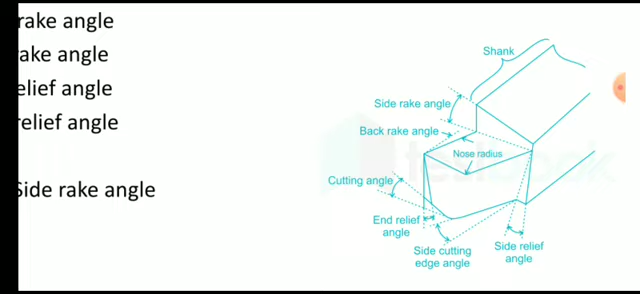 rake angle
ake angle
elief angle
relief angle
Side rake angle
Shank
Side rake angle
Back rake angle
Nose radius
Cutting angle
End relief
angle
Side cutting
edge angle
Side relief
angle